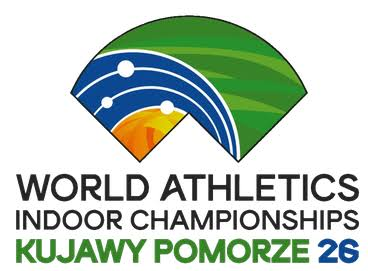 WORLD ATHLETICS
INDOOR CHAMPIONSHIPS
KUJAWY POMORZE 26